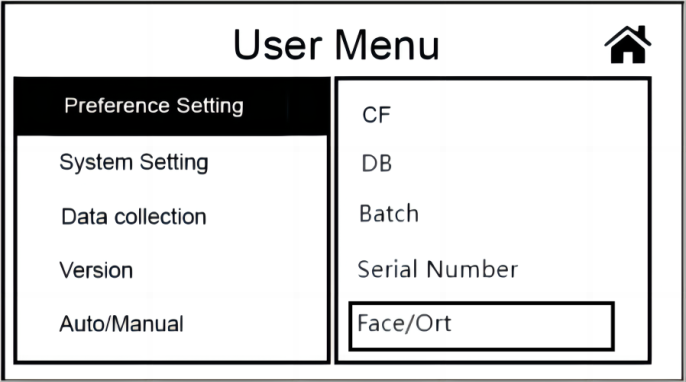 User Menu
Preference Setting
System Setting
Data collection
Version
Auto/Manual
CF
DB
Batch
Serial Number
Face/Ort